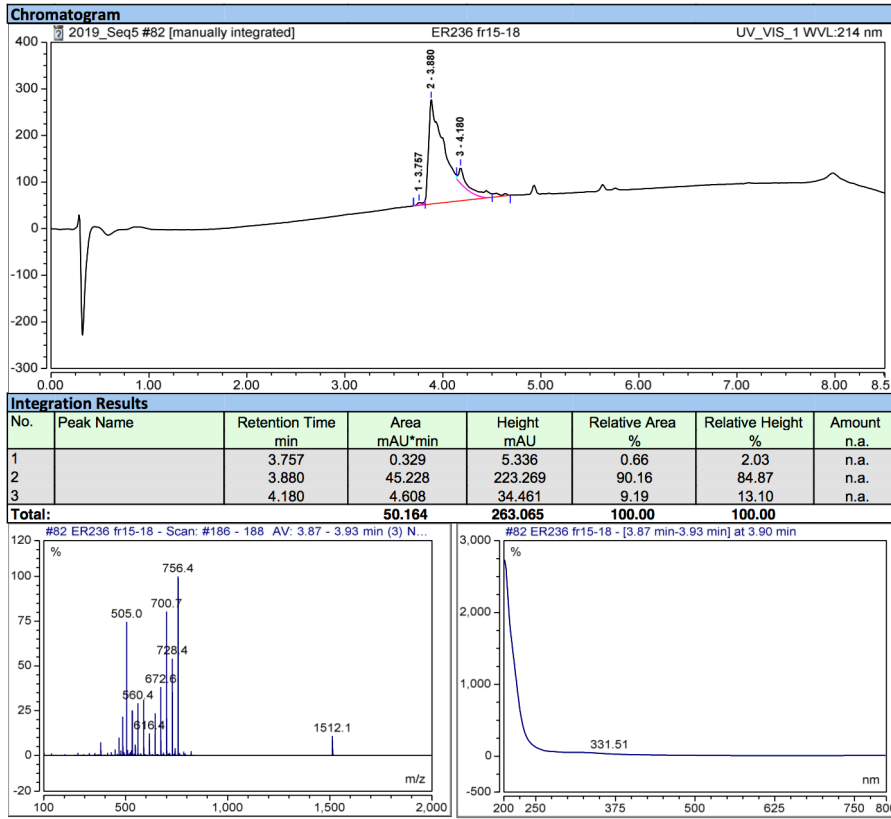 Chromatogram
2019_Seq5 #82 [manually integrated] ER236 fr15-18 UV_VIS_1 WVL:214 nm
300
200
100
0
-100
-200
-300
1 - 3.757
2 - 3.880
3 - 4.180
0.00 1.00 2.00 3.00 4.00 5.00 6.00 7.00 8.00 8.5
Integration Results
No. Peak Name Retention Time Area Height Relative Area Relative Height Amount
min mAU*min mAU % % n.a.
1 3.757 0.329 5.336 0.66 2.03 n.a.
2 3.880 45.228 223.269 90.16 84.87 n.a.
3 4.180 4.608 34.461 9.19 13.10 n.a.
Total: 50.164 263.065 100.00 100.00
#82 ER236 fr15-18 - Scan: #186 - 188 AV: 3.87 - 3.93 min (3) N...
%
120
100
75
50
25
0
-20
756.4
700.7
505.0
728.4
672.6
560.4
616.4
1512.1
m/z
100 500 1,000 1,500 2,000
#82 ER236 fr15-18 - [3.87 min-3.93 min] at 3.90 min
%
3,000
2,000
1,000
0
-500
331.51
nm
200 250 375 500 625 750 800